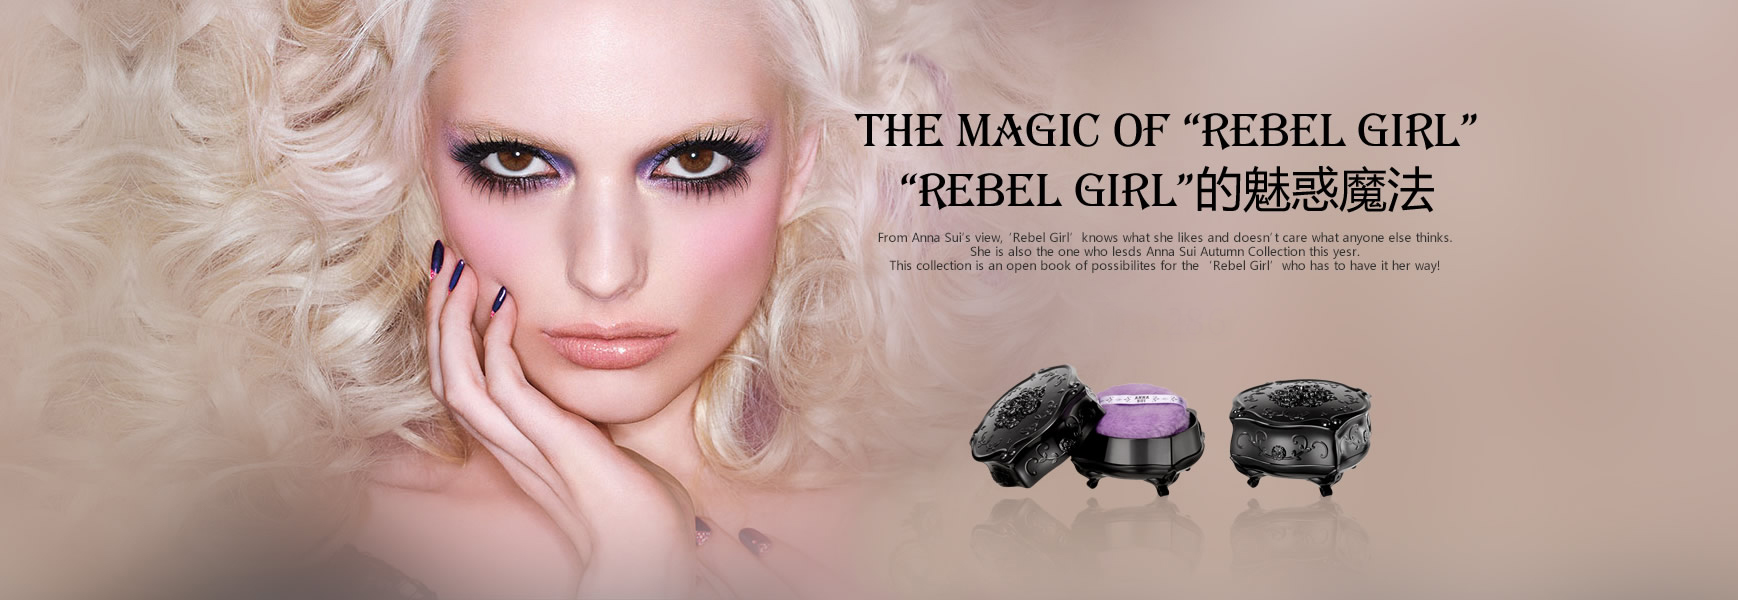 THE MAGIC OF “REBEL GIRL”
“REBEL GIRL”的魅惑魔法
From Anna Sui's view, ‘Rebel Girl’ knows what she likes and doesn't care what anyone else thinks.
She is also the one who lesds Anna Sui Autumn Collection this yesr.
This collection is an open book of possibilites for the ‘Rebel Girl’ who has to have it her way!
ANNA
SUI